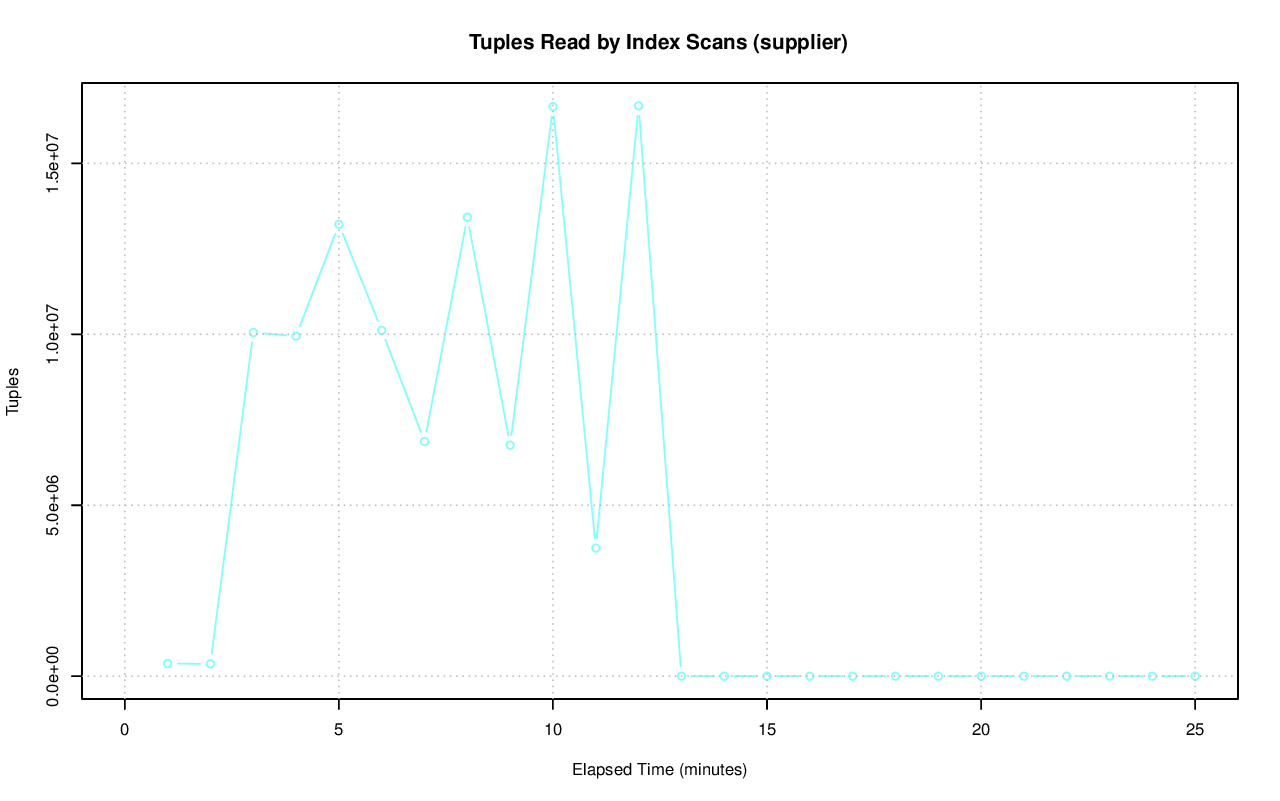 Tuples Read by Index Scans (supplier)
1.5e+07
1.0e+07
5.0e+06
0.0e+00
Tuples
0 5 10 15 20 25
Elapsed Time (minutes)